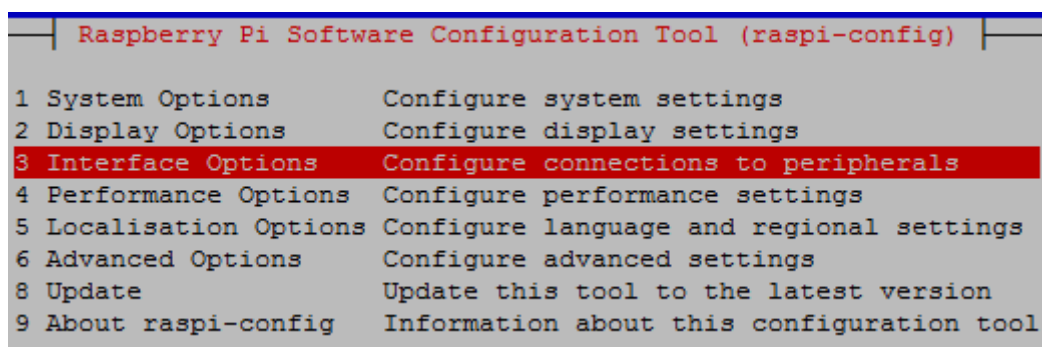 Raspberry Pi Software Configuration Tool (raspi-config)
1 System Options Configure system settings
2 Display Options Configure display settings
3 Interface Options Configure connections to peripherals
4 Performance Options Configure performance settings
5 Localisation Options Configure language and regional settings
6 Advanced Options Configure advanced settings
8 Update Update this tool to the latest version
9 About raspi-config Information about this configuration tool